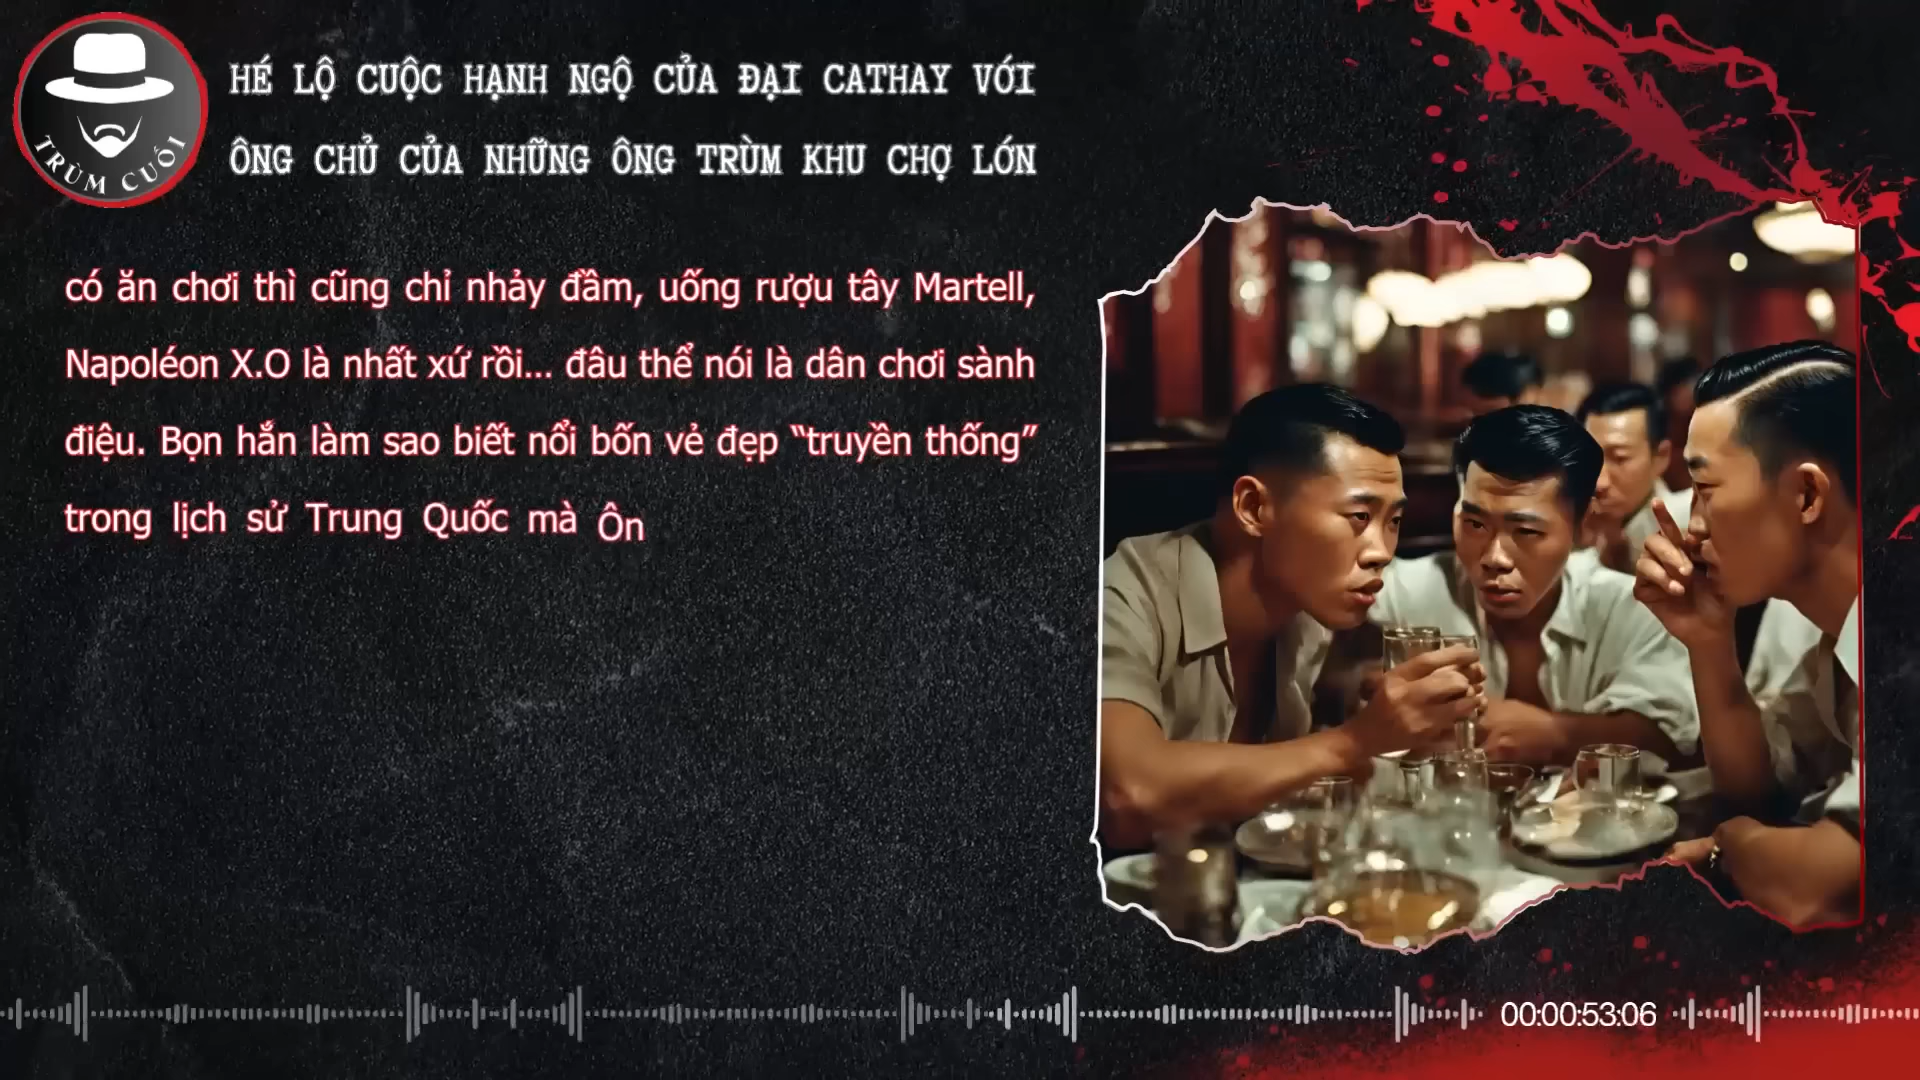 HÉ LỘ CUỘC HẠNH NGỘ CỦA ĐẠI CATHAY VỚI
ÔNG CHỦ CỦA NHỮNG ÔNG TRÙM KHU CHỢ LỚN
TRÙM CUỐI
có ăn chơi thì cũng chỉ nhảy đầm, uống rượu tây Martell,
Napoléon X.O là nhất xứ rồi... đâu thể nói là dân chơi sành
điệu. Bọn hắn làm sao biết nổi bốn vẻ đẹp “truyền thống”
trong lịch sử Trung Quốc mà Ôn
00:00:53:06